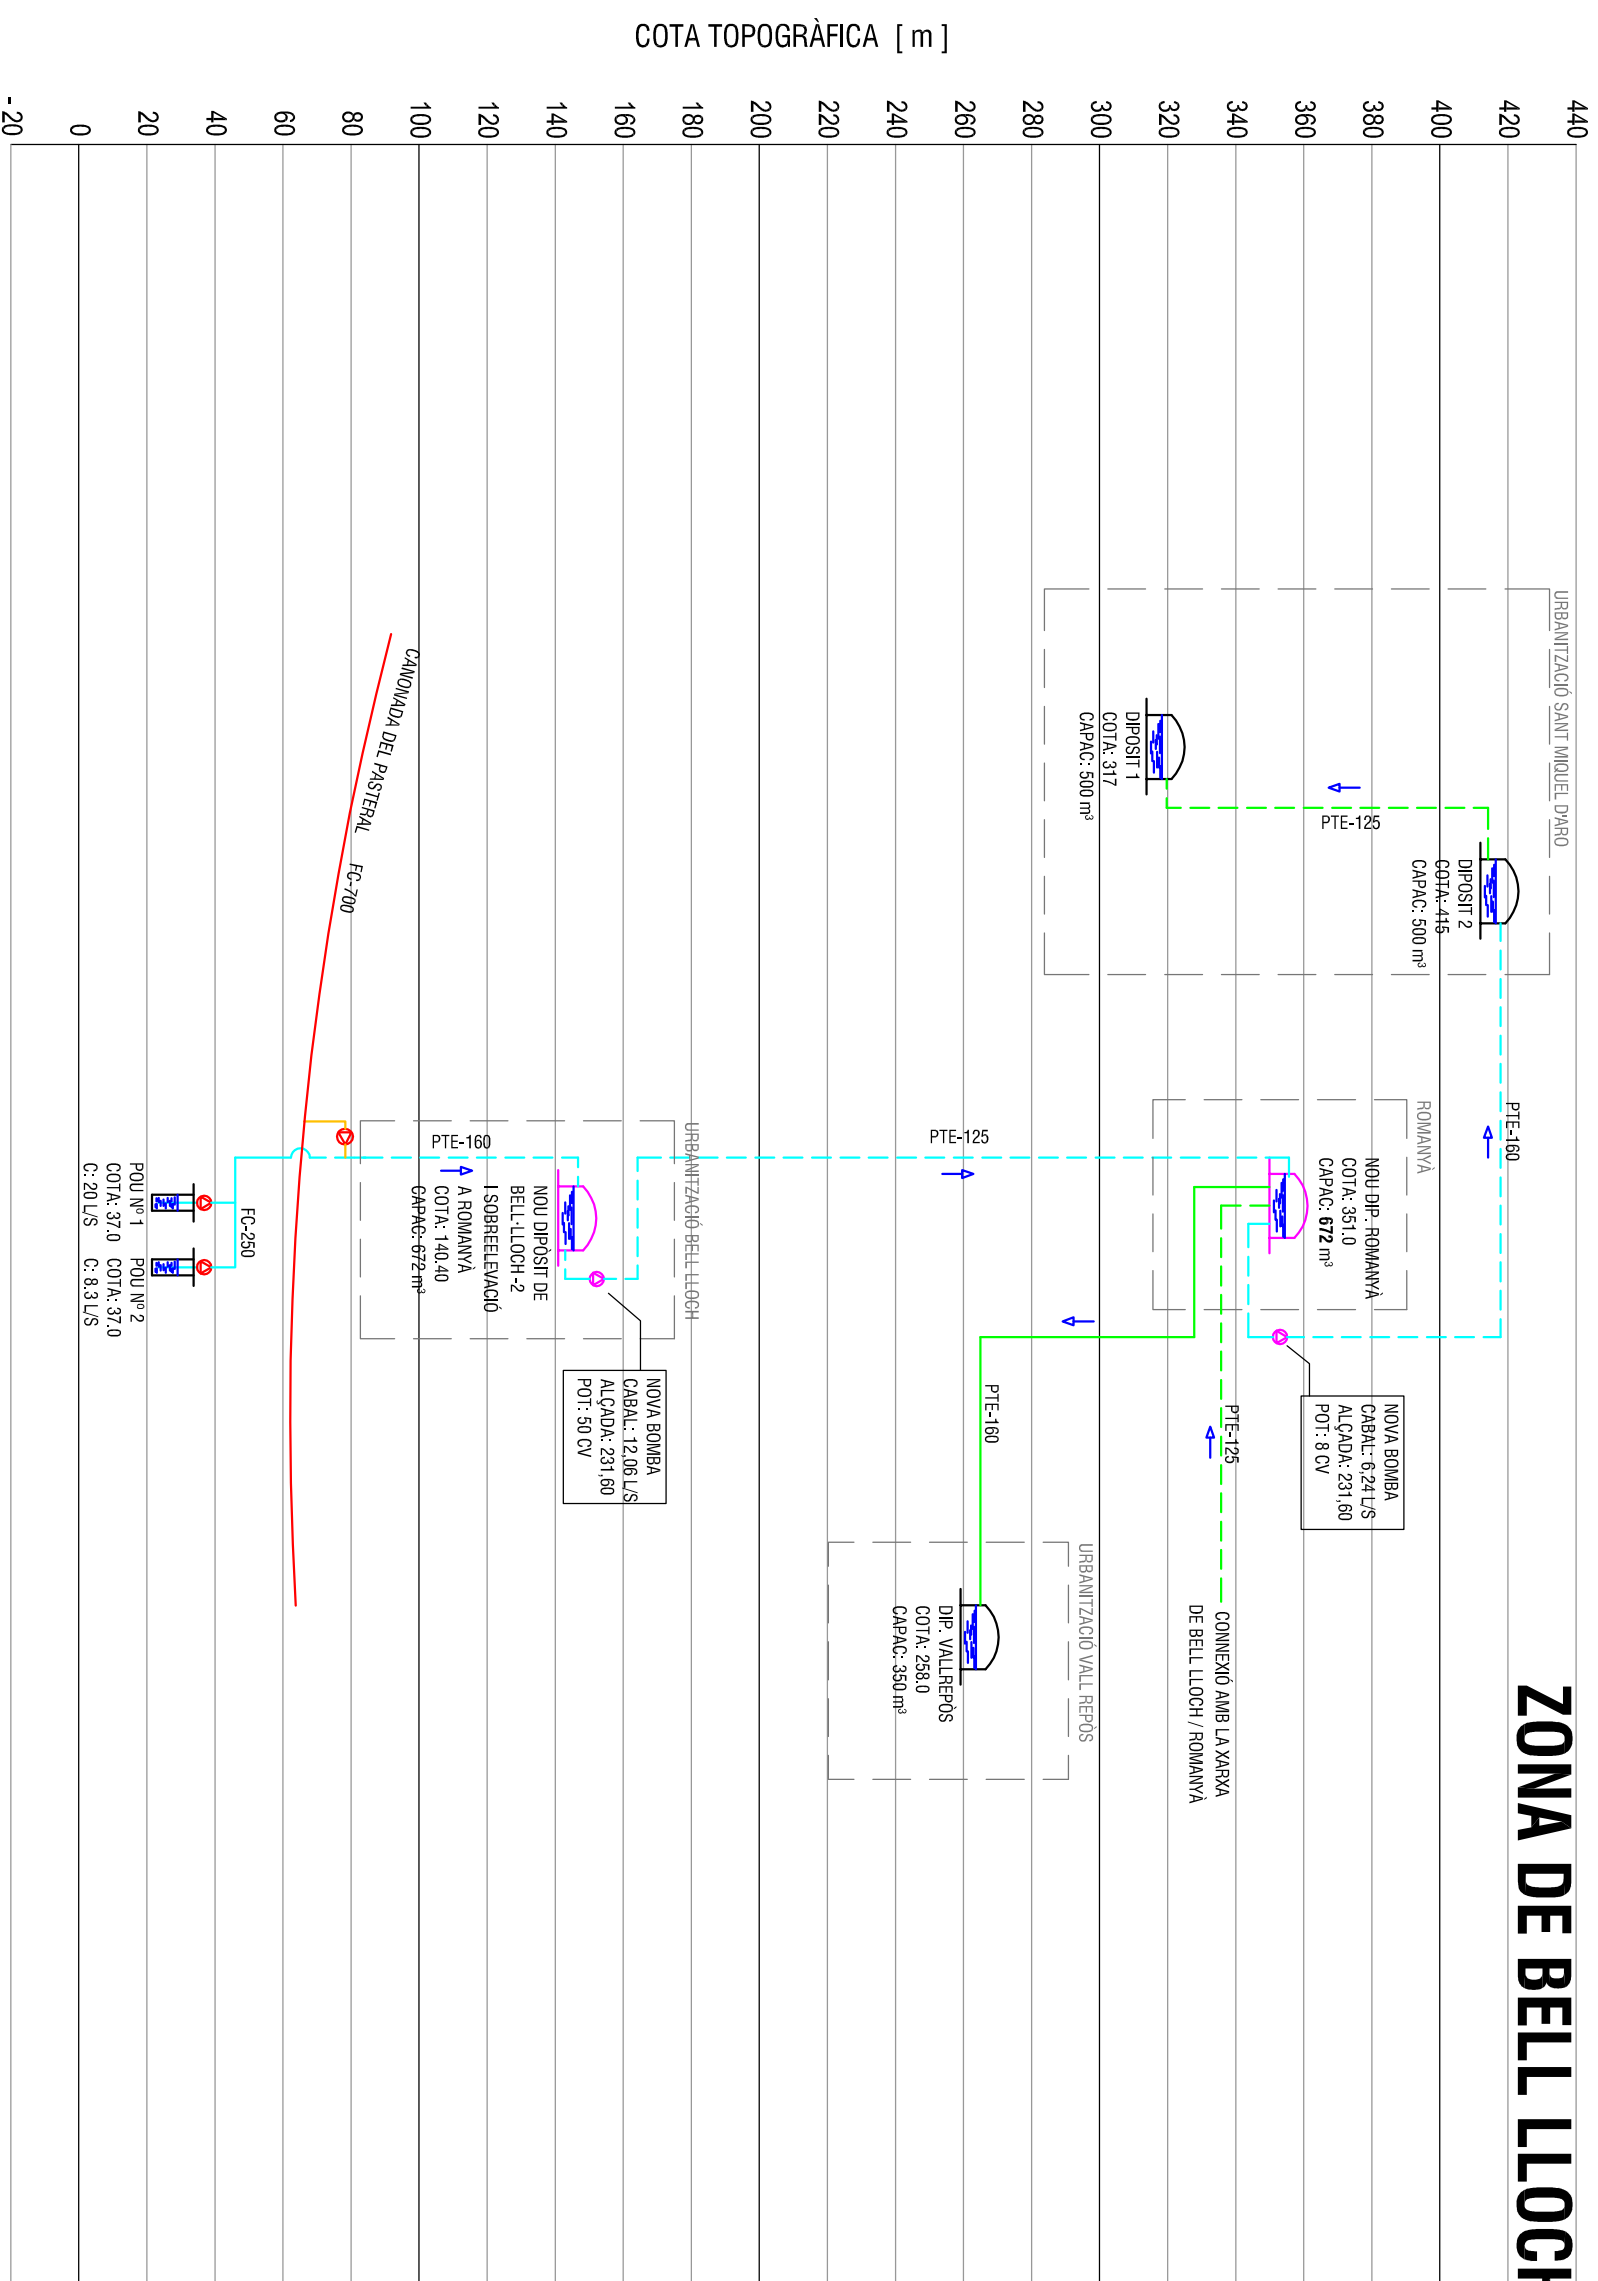 ZONA DE BELL LLOCH
COTA TOPOGRÀFICA [ m ]
440
420
400
380
360
340
320
300
280
260
240
220
200
200
160
140
120
100
80
60
40
20
0
-20
URBANITZACIÓ SANT MIQUEL D'ARO
DIPOSIT 1
COTA: 317
CAPAC: 500 m³
PTE-125
DIPOSIT 2
COTA: 415
CAPAC: 500 m³
PTE-160
ROMANYÀ
NOU DIP. ROMANYÀ
COTA: 351.0
CAPAC: 672 m³
NOVA BOMBA
CABAL: 6,24 L/S
ALÇADA: 231,60
POT: 8 CV
PTE-125
PTE-125
CONNEXIÓ AMB LA XARXA
DE BELL LLOCH / ROMANYÀ
PTE-160
URBANITZACIÓ VALL REPÒS
DIP. VALLREPÒS
COTA: 258.0
CAPAC: 350 m³
URBANITZACIÓ BELL LLOCH
PTE-160
NOU DIPÒSIT DE
BELL·LLOCH -2
I SOBREELEVACIÓ
A ROMANYÀ
COTA: 140.40
CAPAC: 672 m³
NOVA BOMBA
CABAL: 12,06 L/S
ALÇADA: 231,60
POT: 50 CV
CANONADA DEL PASTERAL FC-700
FC-250
POU Nº 1
COTA: 37.0
C: 20 L/S
POU Nº 2
COTA: 37.0
C: 8.3 L/S